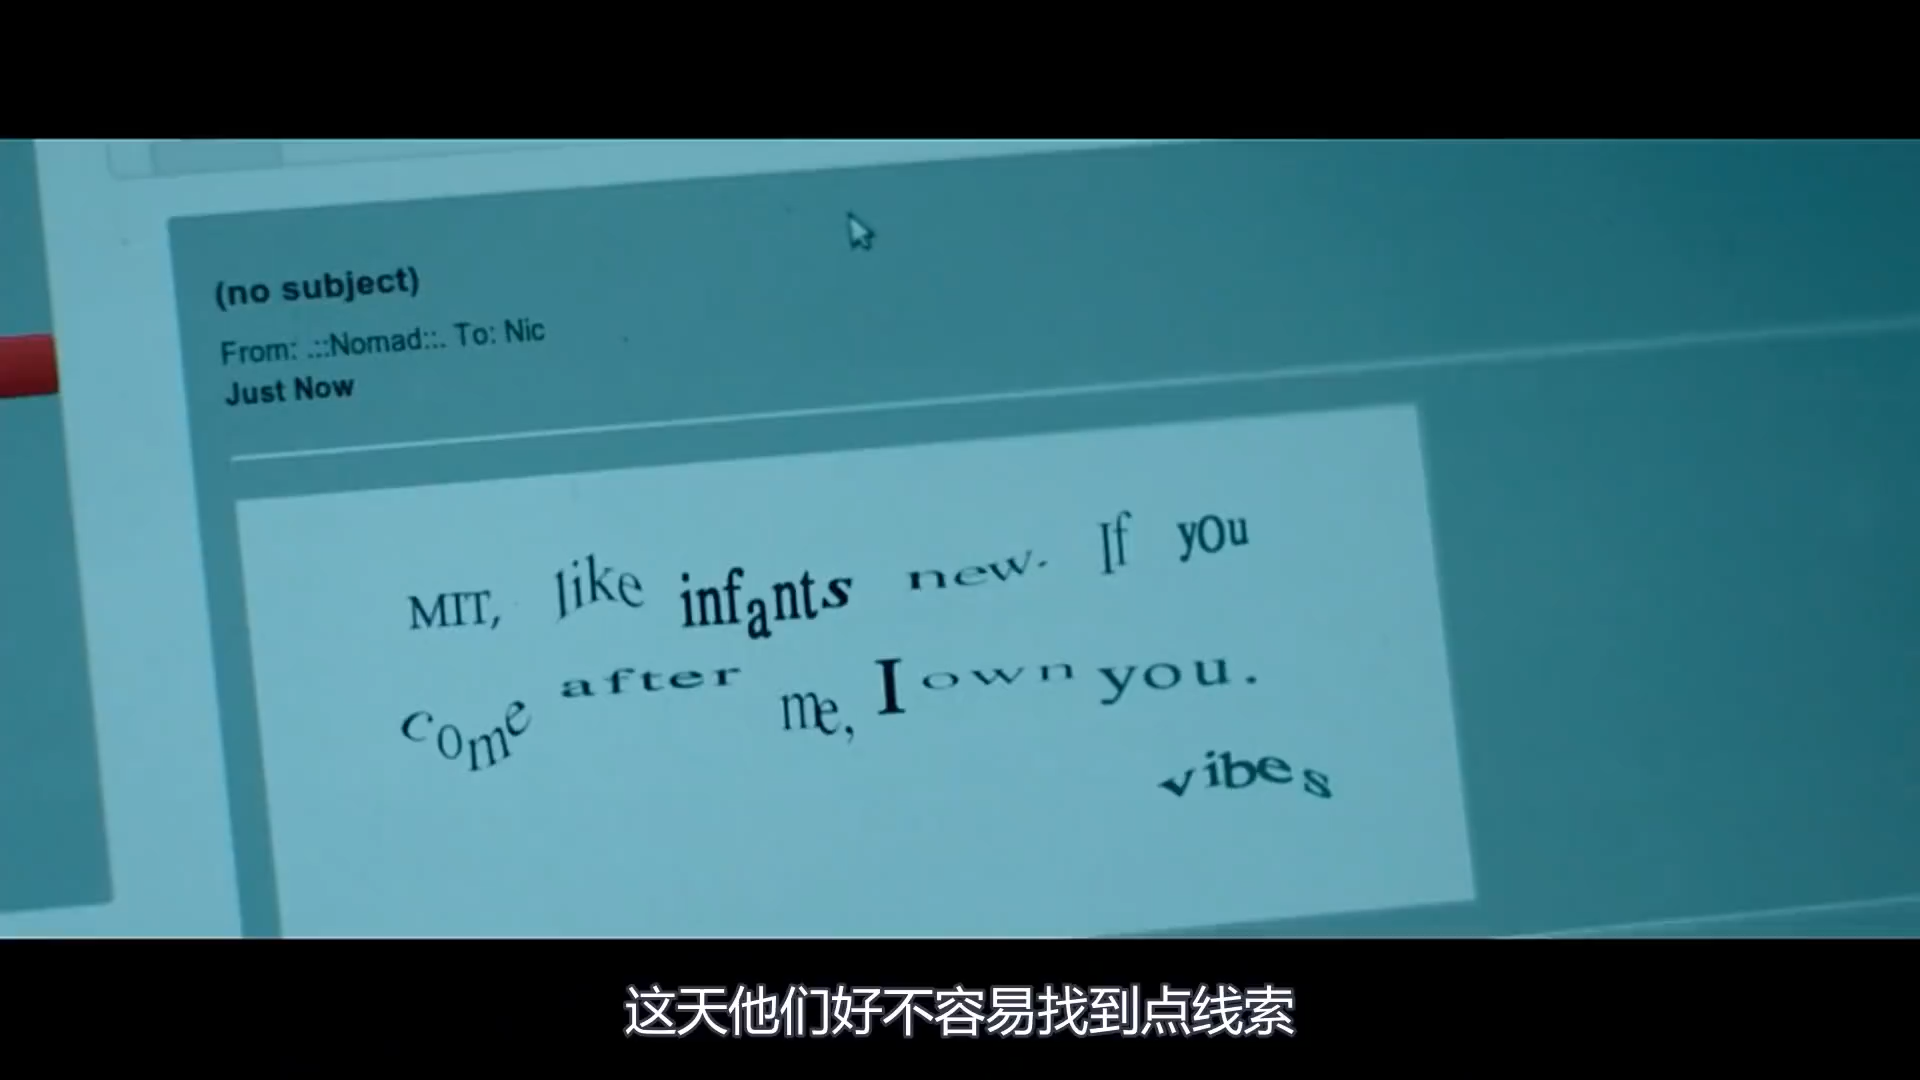 (no subject)
From: .::Nomad::. To: Nic
Just Now
MIT, like infants new. If yOu
come after me, I own you.
vibes
这天他们好不容易找到点线索